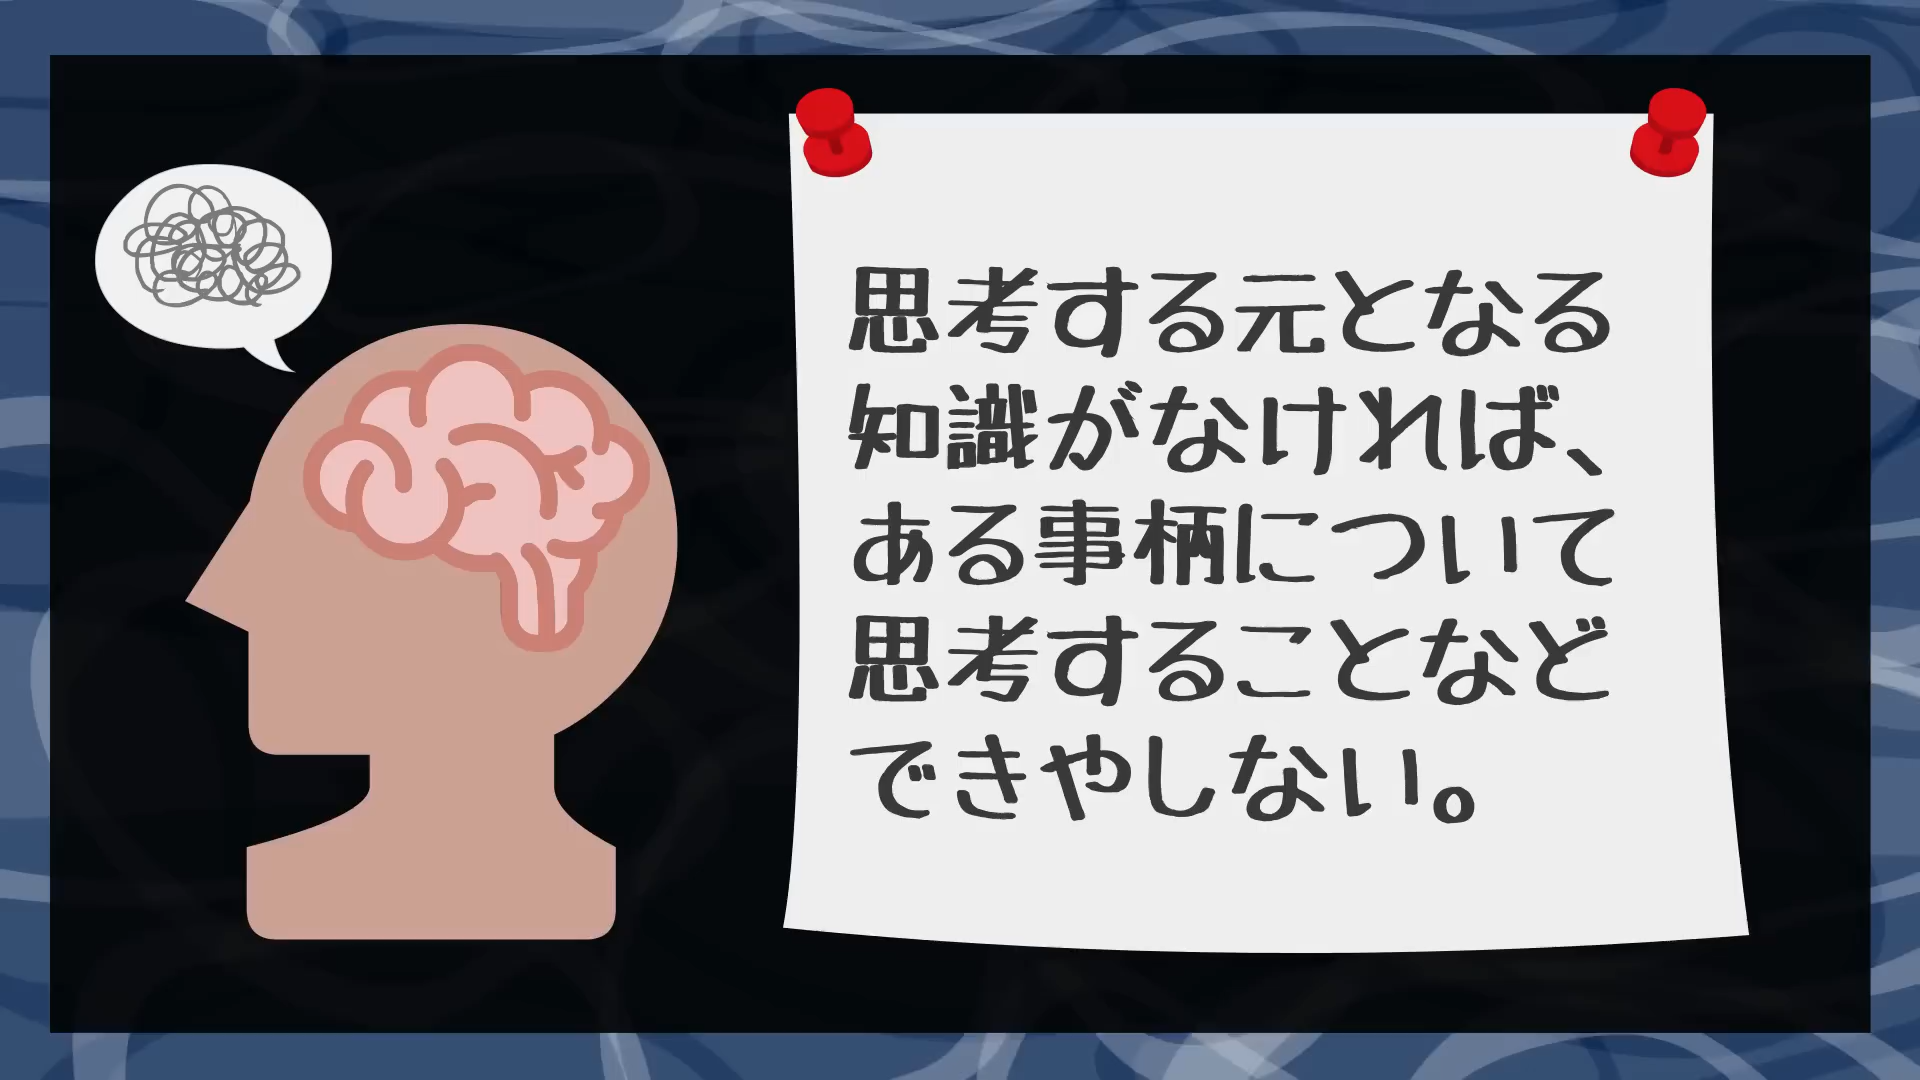 思考する元となる
知識がなければ、
ある事柄について
思考することなど
できやしない。